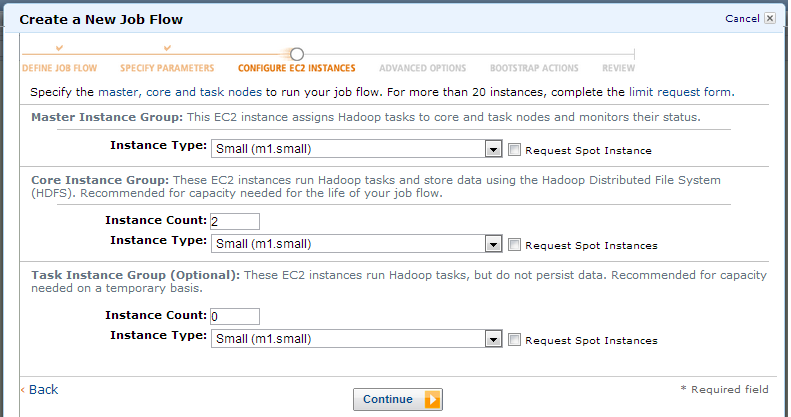 Create a New Job Flow Cancel
DEFINE JOB FLOW SPECIFY PARAMETERS CONFIGURE EC2 INSTANCES ADVANCED OPTIONS BOOTSTRAP ACTIONS REVIEW
Specify the master, core and task nodes to run your job flow. For more than 20 instances, complete the limit request form.
Master Instance Group: This EC2 instance assigns Hadoop tasks to core and task nodes and monitors their status.
Instance Type: Small (m1.small) Request Spot Instance
Core Instance Group: These EC2 instances run Hadoop tasks and store data using the Hadoop Distributed File System
(HDFS). Recommended for capacity needed for the life of your job flow.
Instance Count: 2
Instance Type: Small (m1.small) Request Spot Instances
Task Instance Group (Optional): These EC2 instances run Hadoop tasks, but do not persist data. Recommended for capacity
needed on a temporary basis.
Instance Count: 0
Instance Type: Small (m1.small) Request Spot Instances
‹ Back Continue * Required field